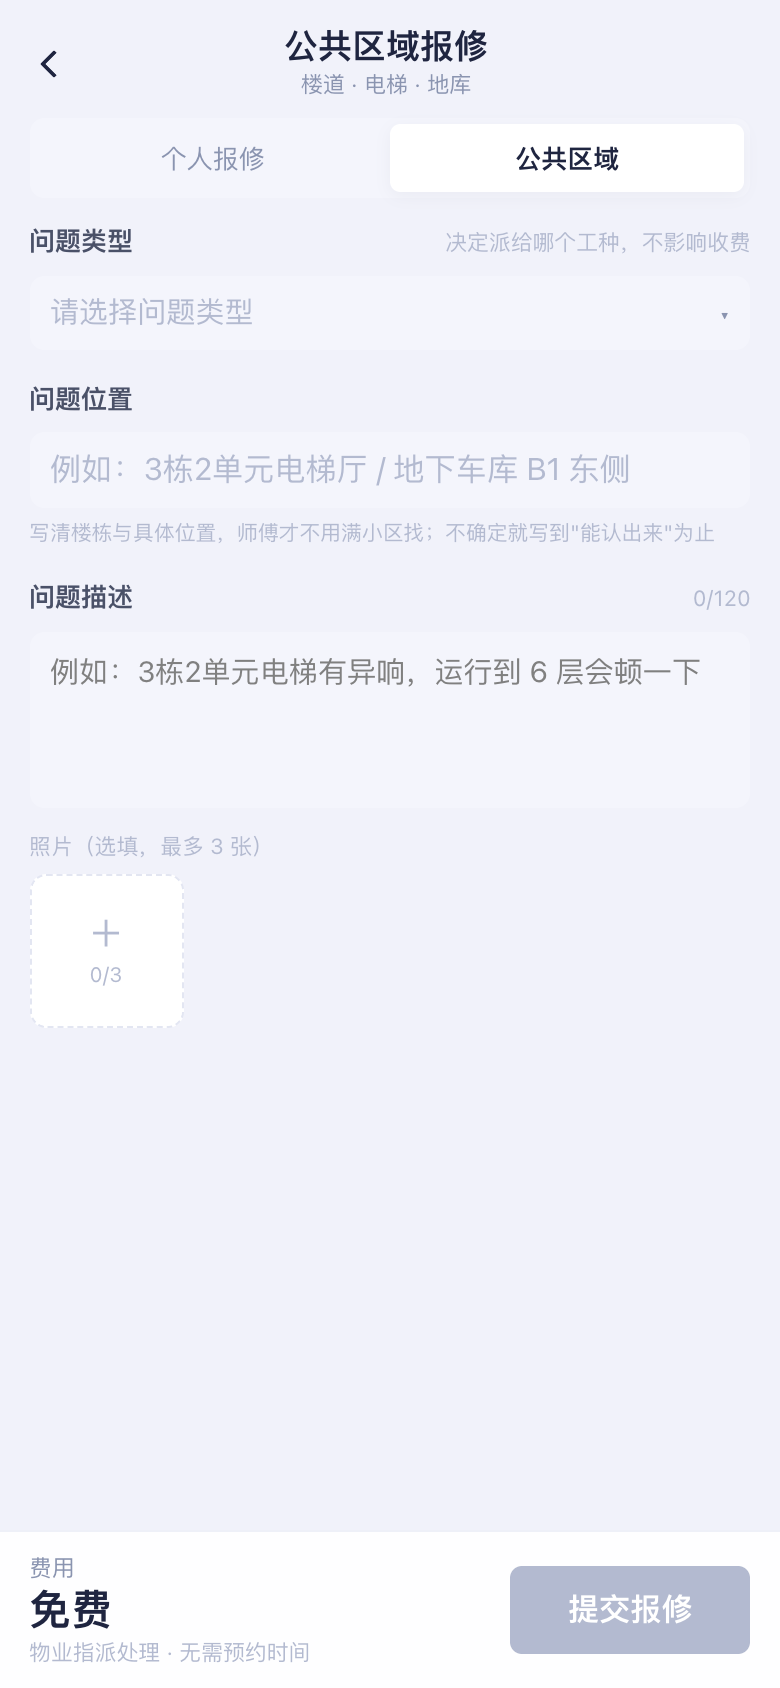 公共区域报修
楼道 · 电梯 · 地库
个人报修
公共区域
问题类型
决定派给哪个工种，不影响收费
请选择问题类型
问题位置
例如：3栋2单元电梯厅 / 地下车库 B1 东侧
写清楼栋与具体位置，师傅才不用满小区找；不确定就写到"能认出来"为止
问题描述
0/120
例如：3栋2单元电梯有异响，运行到 6 层会顿一下
照片（选填，最多 3 张）
0/3
费用
免费
物业指派处理 · 无需预约时间
提交报修